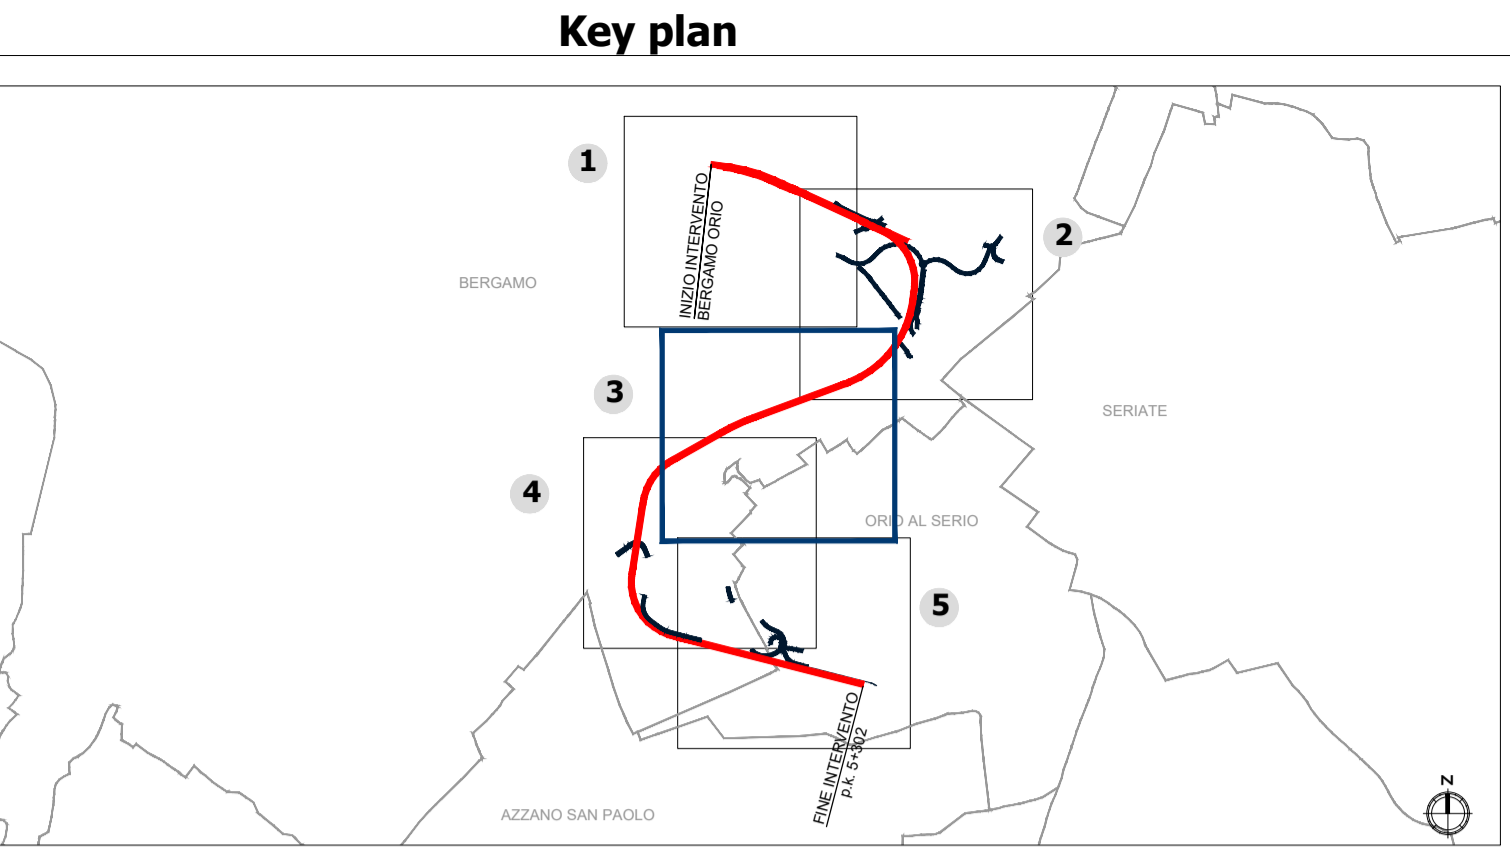 Key plan
1
INIZIO INTERVENTO
BERGAMO ORIO
2
BERGAMO
3
SERIATE
4
ORIO AL SERIO
5
FINE INTERVENTO
p.k. 5+302
AZZANO SAN PAOLO
N